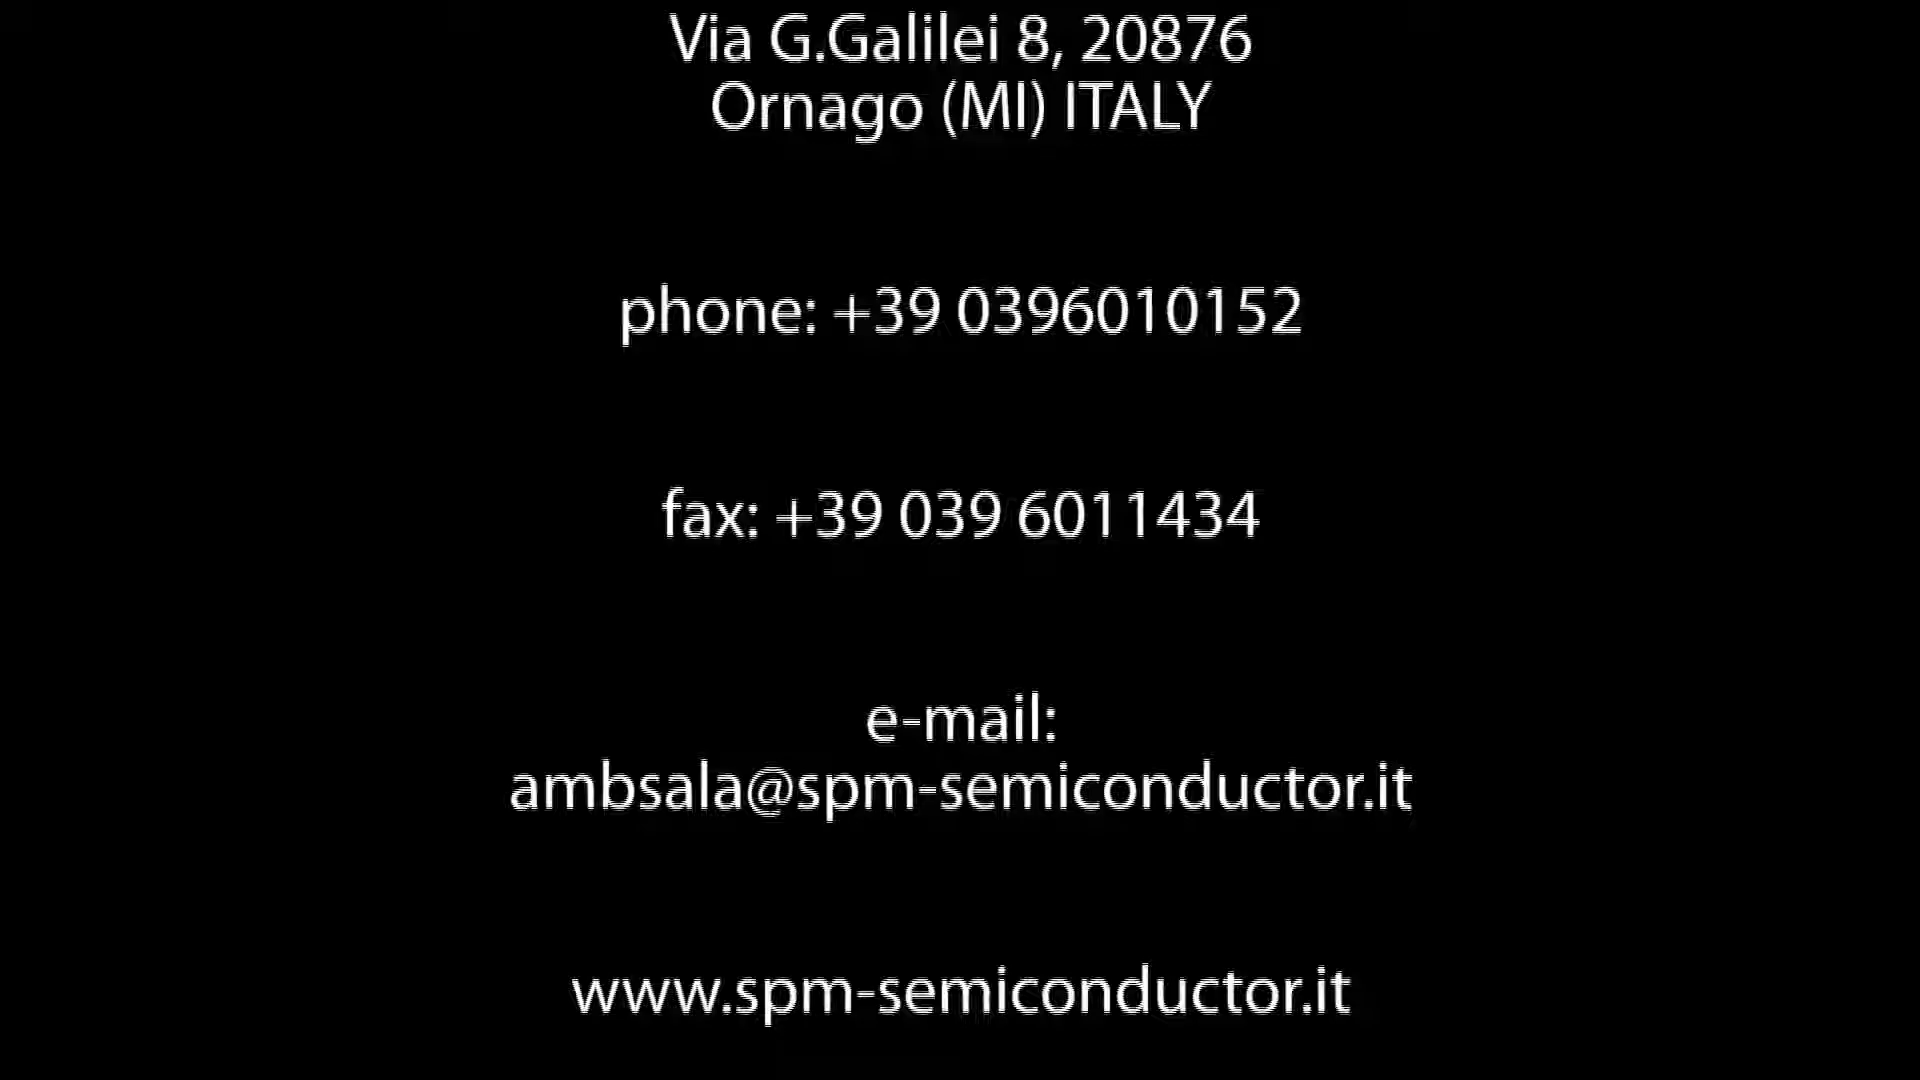 Via G.Galilei 8, 20876
Ornago (MI) ITALY
phone: +39 0396010152
fax: +39 039 6011434
e-mail:
ambsala@spm-semiconductor.it
www.spm-semiconductor.it